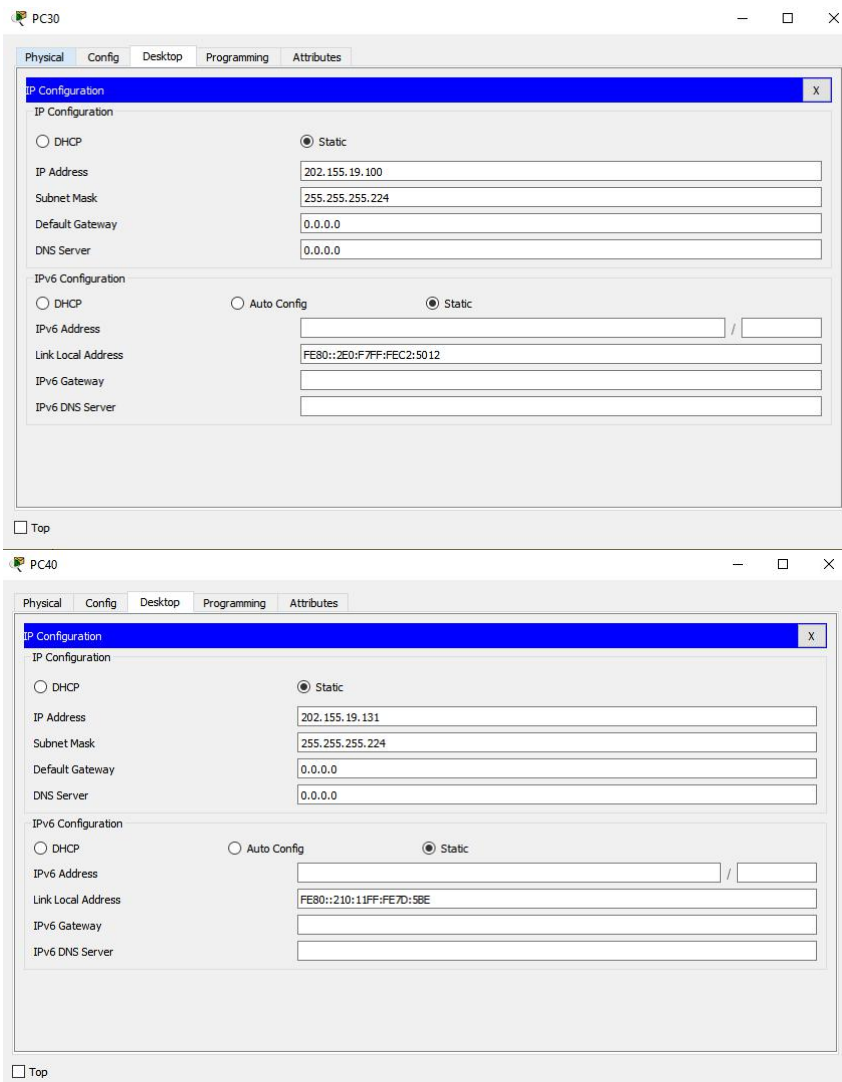 PC30
Physical Config Desktop Programming Attributes
IP Configuration X
IP Configuration
DHCP Static
IP Address 202.155.19.100
Subnet Mask 255.255.255.224
Default Gateway 0.0.0.0
DNS Server 0.0.0.0
IPv6 Configuration
DHCP Auto Config Static
IPv6 Address /
Link Local Address FE80::2E0:F7FF:FEC2:5012
IPv6 Gateway
IPv6 DNS Server
Top
PC40
Physical Config Desktop Programming Attributes
IP Configuration X
IP Configuration
DHCP Static
IP Address 202.155.19.131
Subnet Mask 255.255.255.224
Default Gateway 0.0.0.0
DNS Server 0.0.0.0
IPv6 Configuration
DHCP Auto Config Static
IPv6 Address /
Link Local Address FE80::210:11FF:FE7D:5BE
IPv6 Gateway
IPv6 DNS Server
Top